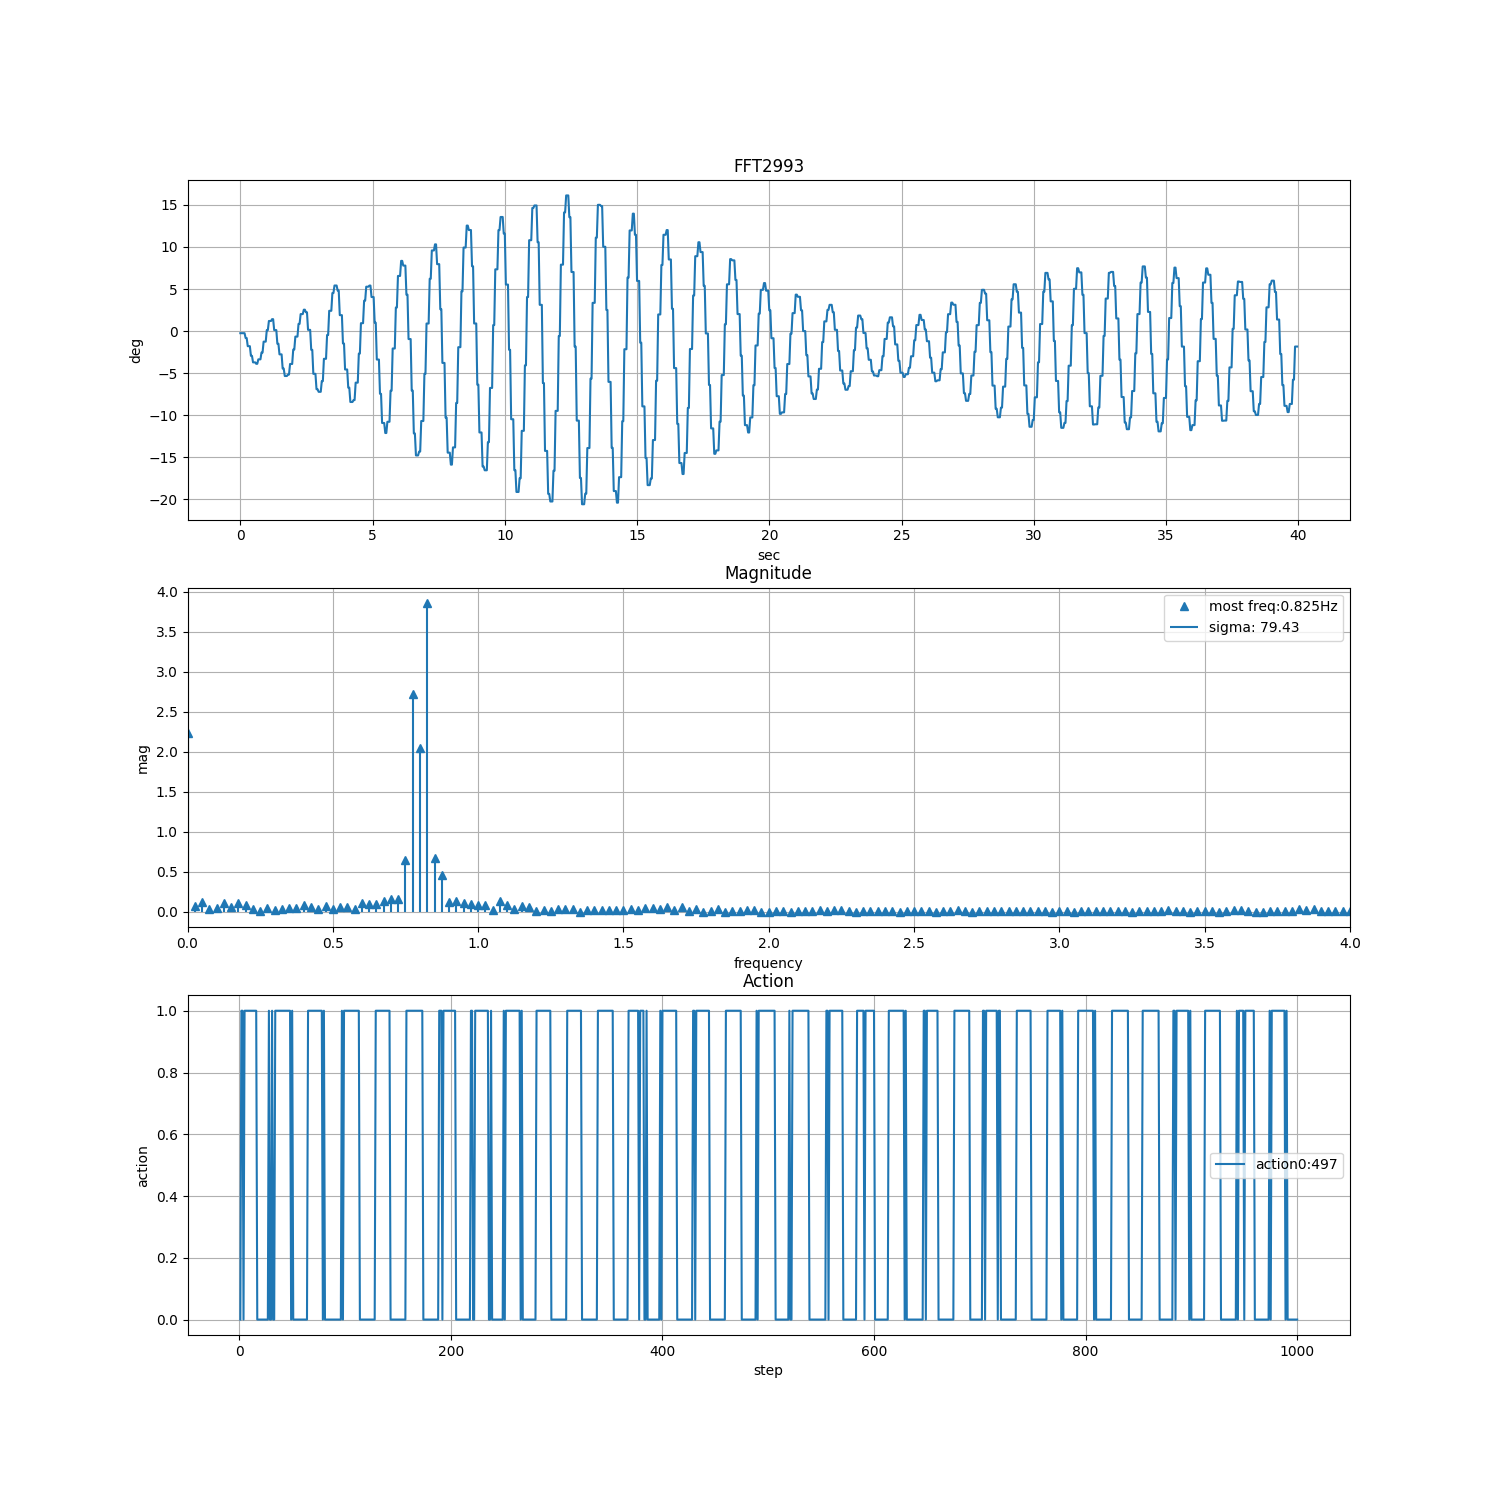 FFT2993
15
10
5
0
−5
−10
−15
−20
deg
0 5 10 15 20 25 30 35 40
sec
Magnitude
4.0
3.5
3.0
2.5
2.0
1.5
1.0
0.5
0.0
mag
most freq:0.825Hz
sigma: 79.43
0.0 0.5 1.0 1.5 2.0 2.5 3.0 3.5 4.0
frequency
Action
1.0
0.8
0.6
0.4
0.2
0.0
action
action0:497
0 200 400 600 800 1000
step